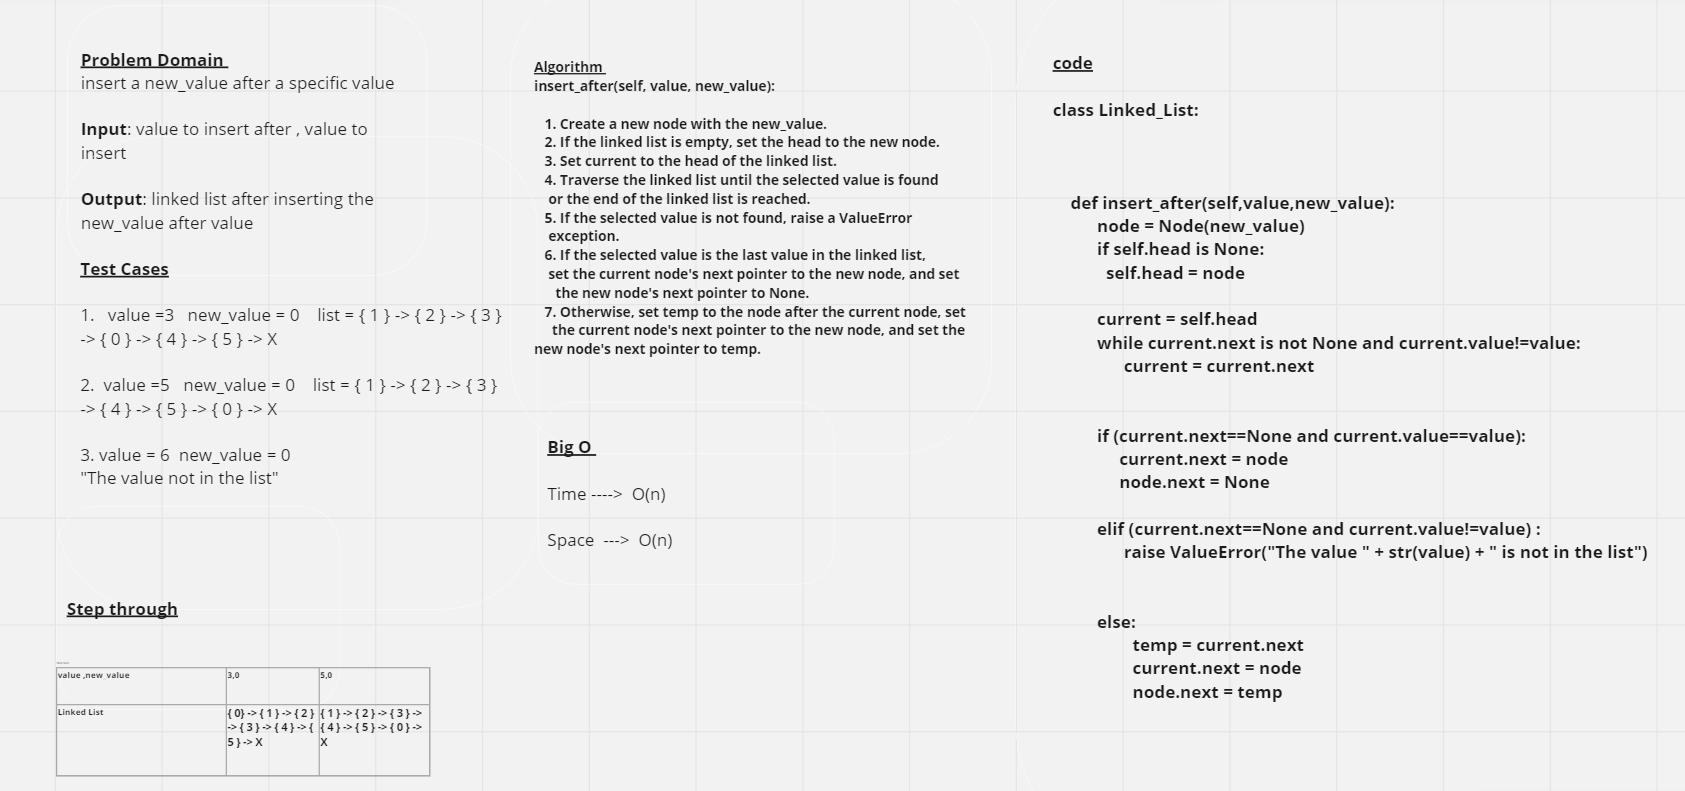 Problem Domain
insert a new_value after a specific value
Input: value to insert after , value to
insert
Output: linked list after inserting the
new_value after value
Test Cases
1. value =3 new_value = 0 list = { 1 } -> { 2 } -> { 3 }
-> { 0 } -> { 4 } -> { 5 } -> X
2. value =5 new_value = 0 list = { 1 } -> { 2 } -> { 3 }
-> { 4 } -> { 5 } -> { 0 } -> X
3. value = 6 new_value = 0
"The value not in the list"
Step through
value ,new_value 3,0 5,0
Linked List
{ 0} -> { 1 } -> { 2 }
-> { 3 } -> { 4 } -> {
5 } -> X
{ 1 } -> { 2 } -> { 3 } ->
{ 4 } -> { 5 } -> { 0 } ->
X
Algorithm
insert_after(self, value, new_value):
1. Create a new node with the new_value.
2. If the linked list is empty, set the head to the new node.
3. Set current to the head of the linked list.
4. Traverse the linked list until the selected value is found
or the end of the linked list is reached.
5. If the selected value is not found, raise a ValueError
exception.
6. If the selected value is the last value in the linked list,
set the current node's next pointer to the new node, and set
the new node's next pointer to None.
7. Otherwise, set temp to the node after the current node, set
the current node's next pointer to the new node, and set the
new node's next pointer to temp.
Big O
Time ----> O(n)
Space ---> O(n)
code
class Linked_List:
def insert_after(self,value,new_value):
node = Node(new_value)
if self.head is None:
self.head = node
current = self.head
while current.next is not None and current.value!=value:
current = current.next
if (current.next==None and current.value==value):
current.next = node
node.next = None
elif (current.next==None and current.value!=value) :
raise ValueError("The value " + str(value) + " is not in the list")
else:
temp = current.next
current.next = node
node.next = temp